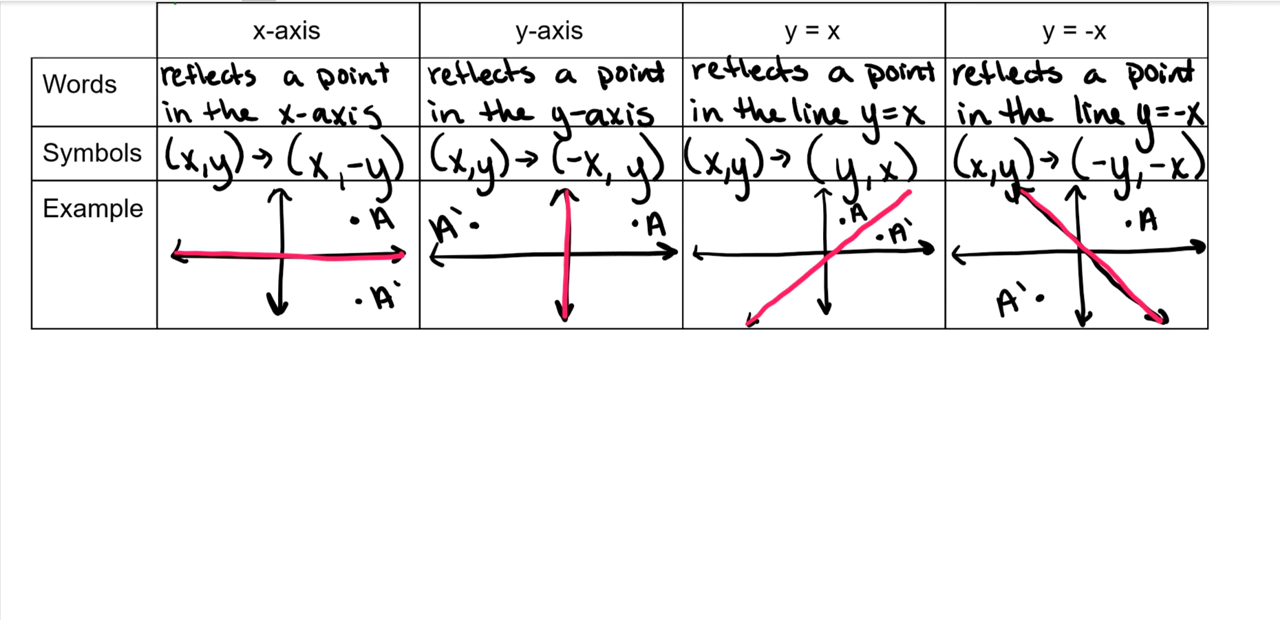 x-axis y-axis y = x y = -x
Words
reflects a point
in the x-axis
reflects a point
in the y-axis
reflects a point
in the line y=x
reflects a point
in the line y=-x
Symbols
(x,y)→(x,-y)
(x,y)→(-x, y)
(x,y)→(y,x)
(x,y)→(-y,-x)
Example
A
A'
A'
A
A
A'
A
A'